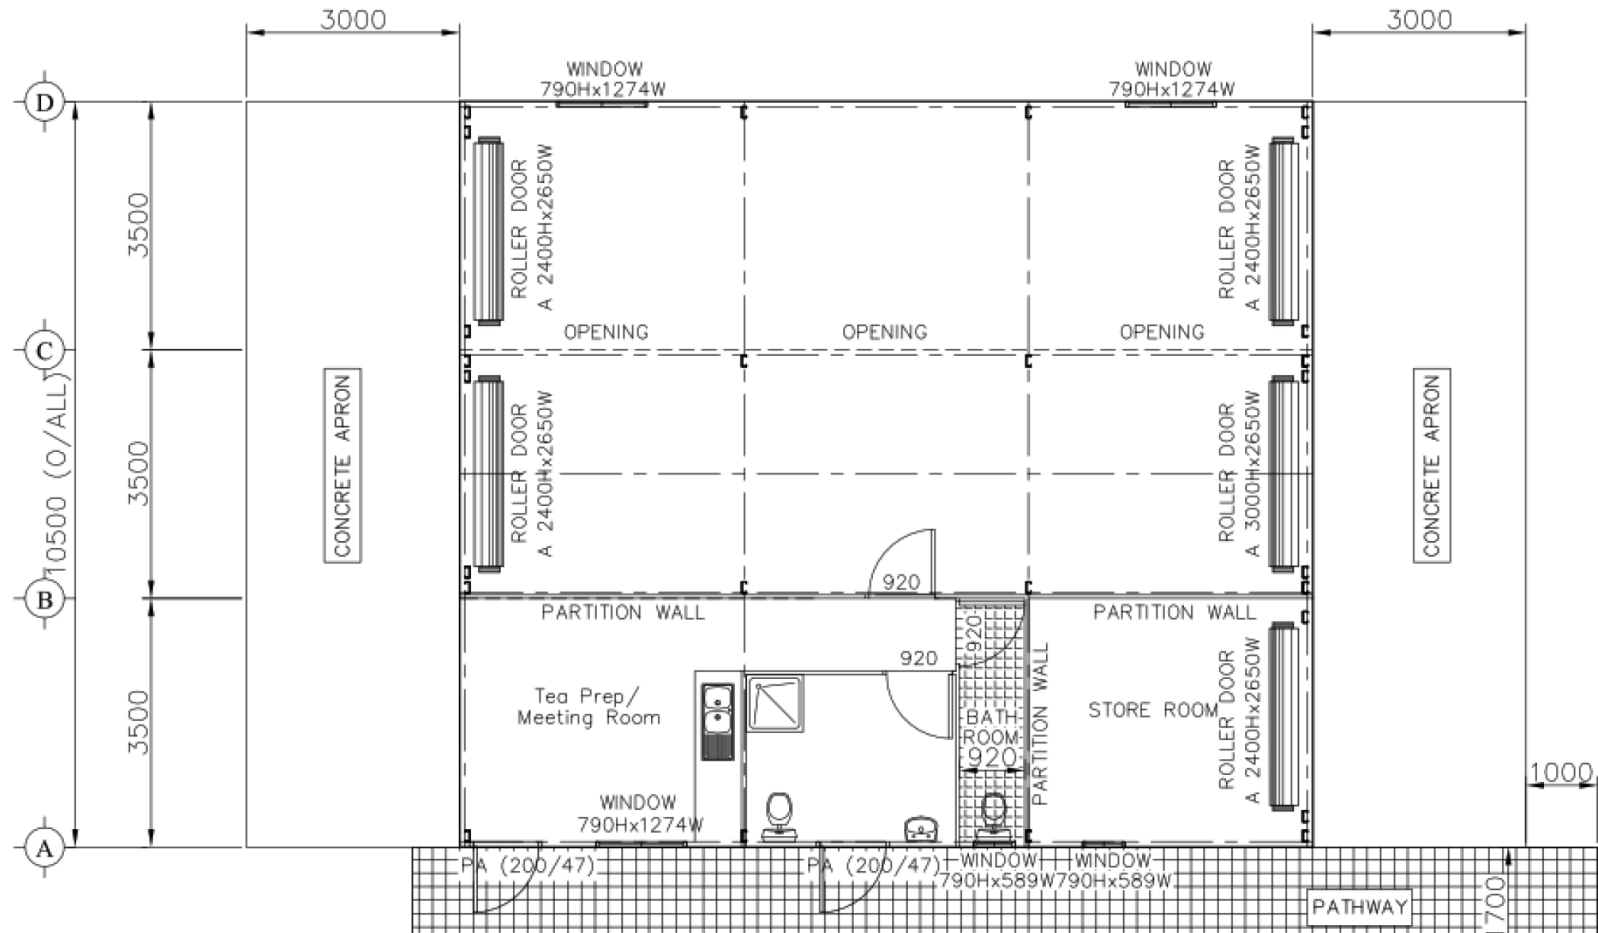 3000
3000
WINDOW
790Hx1274W
WINDOW
790Hx1274W
D
ROLLER DOOR
A 2400Hx2650W
ROLLER DOOR
A 2400Hx2650W
3500
OPENING
OPENING
OPENING
C
10500 (O/ALL)
3500
CONCRETE APRON
ROLLER DOOR
A 2400Hx2650W
ROLLER DOOR
A 3000Hx2650W
CONCRETE APRON
920
B
PARTITION WALL
PARTITION WALL
920
920
3500
Tea Prep/
Meeting Room
BATH
ROOM
920
PARTITION WALL
STORE ROOM
ROLLER DOOR
A 2400Hx2650W
1000
WINDOW
790Hx1274W
A
PA (200/47)
PA (200/47)
WINDOW
790Hx589W
WINDOW
790Hx589W
PATHWAY
1700